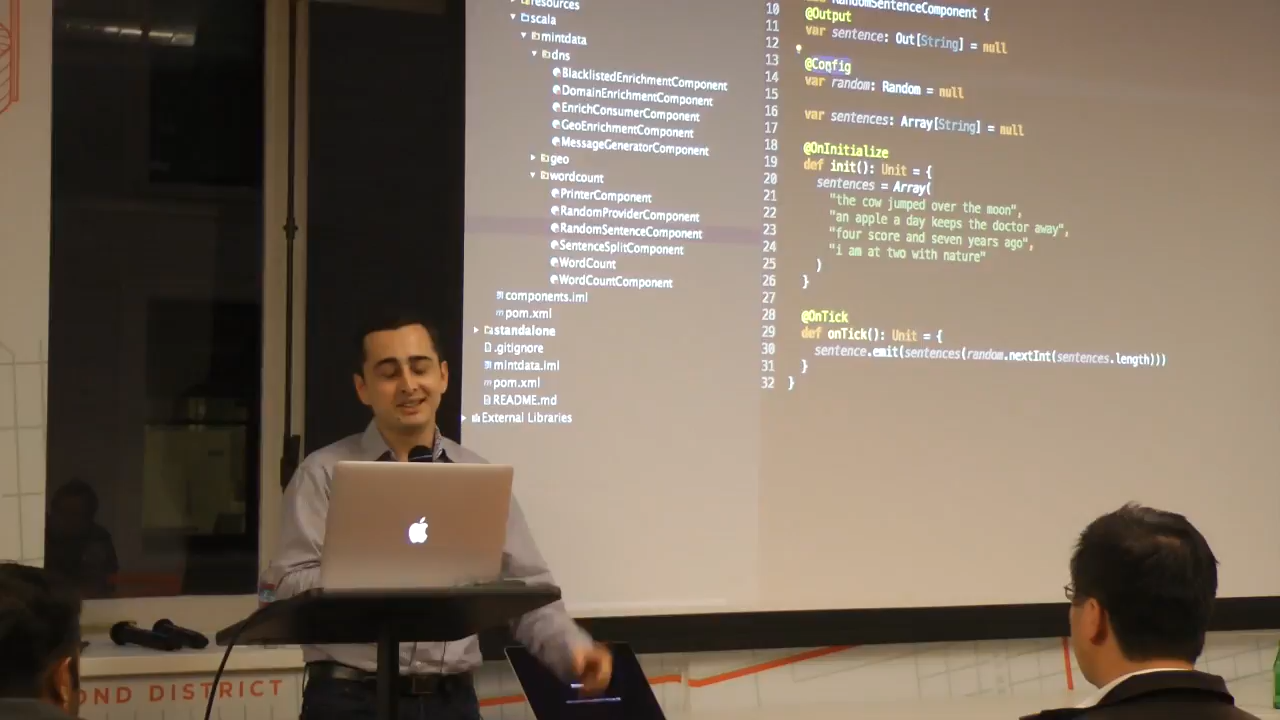 resources
scala
mintdata
dns
BlacklistedEnrichmentComponent
DomainEnrichmentComponent
EnrichConsumerComponent
GeoEnrichmentComponent
MessageGeneratorComponent
geo
wordcount
PrinterComponent
RandomProviderComponent
RandomSentenceComponent
SentenceSplitComponent
WordCount
WordCountComponent
components.iml
pom.xml
standalone
.gitignore
mintdata.iml
pom.xml
README.md
External Libraries
10 RandomSentenceComponent {
11 @Output
12 var sentence: Out[String] = null
13
14 @Config
15 var random: Random = null
16
17 var sentences: Array[String] = null
18
19 @OnInitialize
20 def init(): Unit = {
21 sentences = Array(
22 "the cow jumped over the moon",
23 "an apple a day keeps the doctor away",
24 "four score and seven years ago",
25 "i am at two with nature"
26 )
27 }
28
29 @OnTick
30 def onTick(): Unit = {
31 sentence.emit(sentences(random.nextInt(sentences.length)))
32 }
}
OND DISTRICT